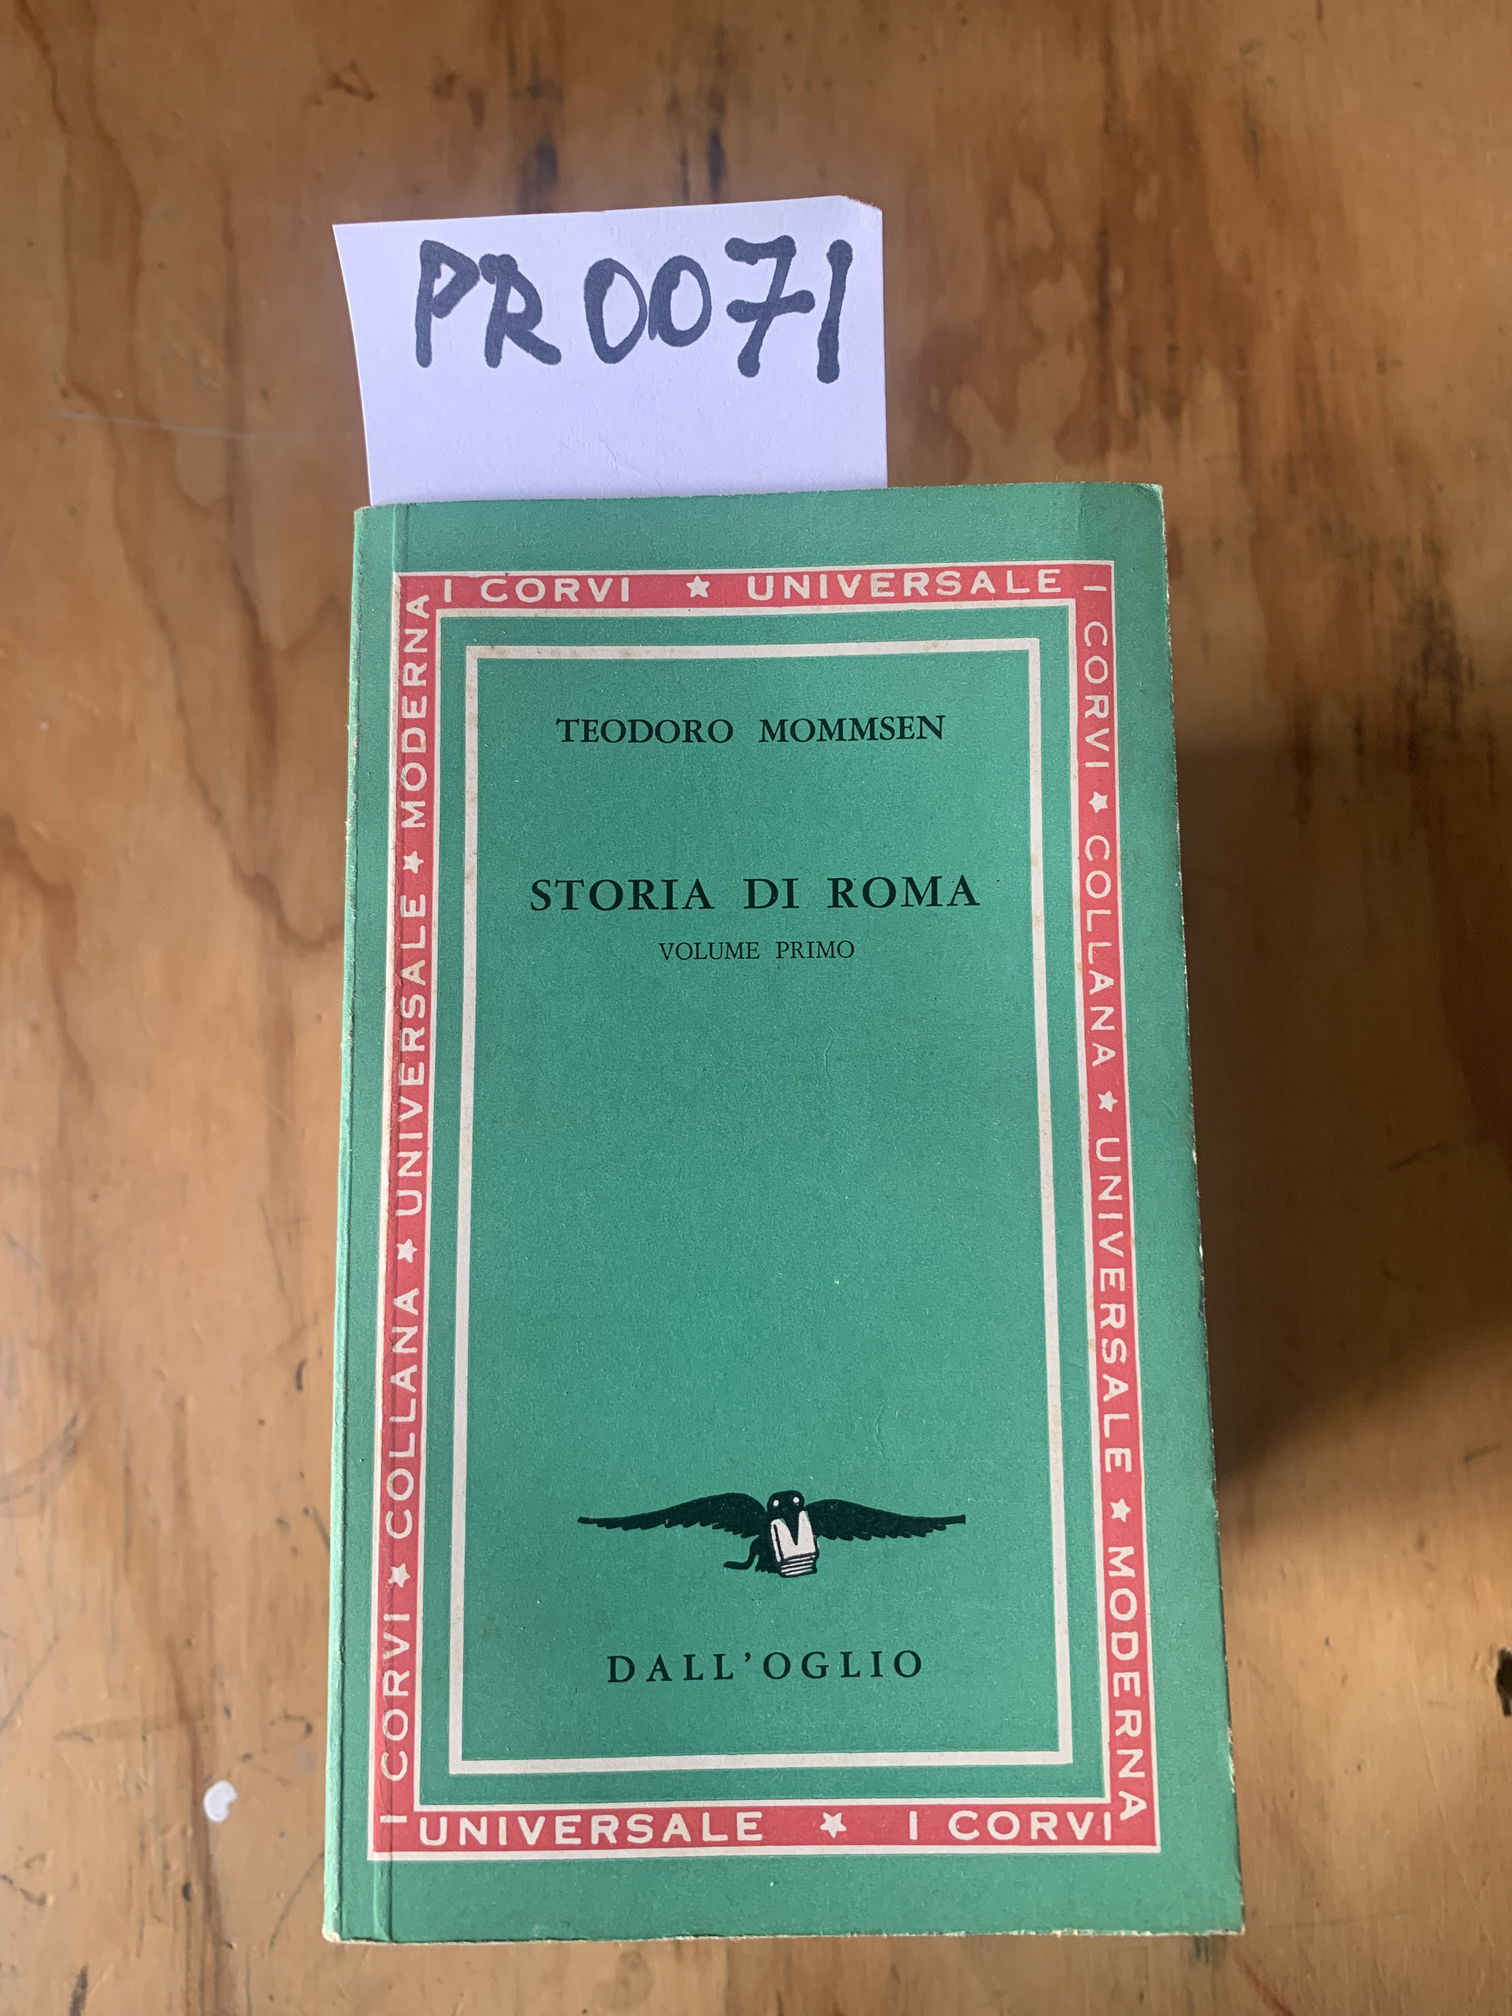 PR0071
I CORVI ★ UNIVERSALE
I CORVI ★ COLLANA ★ UNIVERSALE ★ MODERNA
I CORVI ★ COLLANA ★ UNIVERSALE ★ MODERNA
TEODORO MOMMSEN
STORIA DI ROMA
VOLUME PRIMO
DALL'OGLIO
UNIVERSALE ★ I CORVI